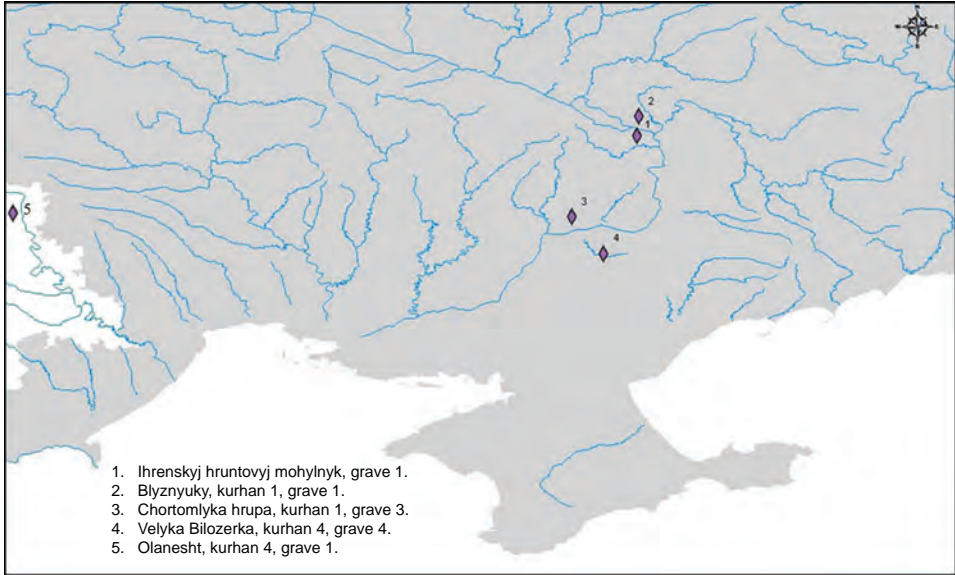 2
1
3
5
4
1. Ihrenskyj hruntovyj mohylnyk, grave 1.
2. Blyznyuky, kurhan 1, grave 1.
3. Chortomlyka hrupa, kurhan 1, grave 3.
4. Velyka Bilozerka, kurhan 4, grave 4.
5. Olanesht, kurhan 4, grave 1.